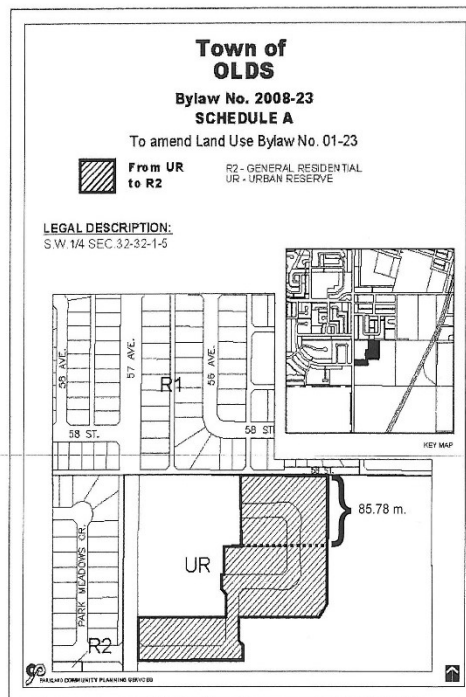 Town of
OLDS
Bylaw No. 2008-23
SCHEDULE A
To amend Land Use Bylaw No. 01-23
From UR
to R2
R2 - GENERAL RESIDENTIAL
UR - URBAN RESERVE
LEGAL DESCRIPTION:
S.W. 1/4 SEC.32-32-1-5
KEY MAP
58 AVE.
57 AVE.
56 AVE.
R1
58 ST.
58 ST.
58 ST.
85.78 m.
UR
PARK MEADOWS CR.
R2
PARKLAND COMMUNITY PLANNING SERVICES